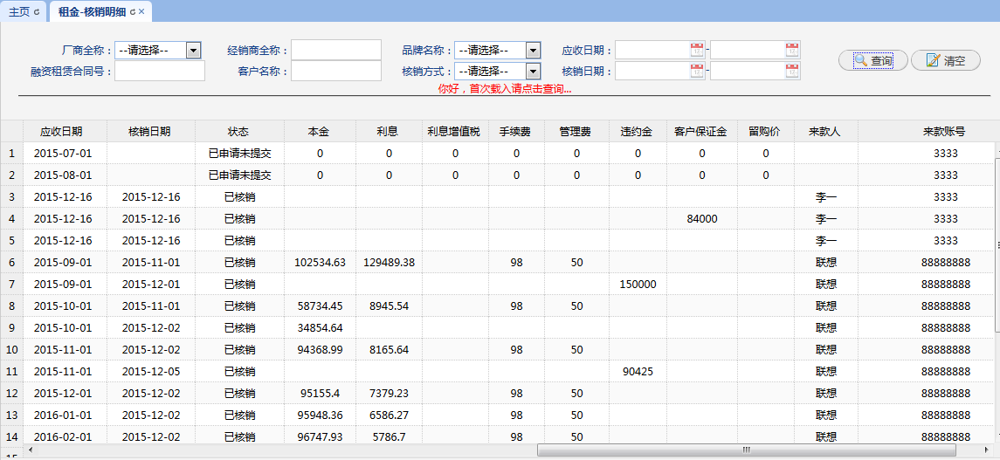 主页 租金-核销明细
厂商全称： --请选择-- 经销商全称： 品牌名称： --请选择-- 应收日期： - 查询 清空
融资租赁合同号： 客户名称： 核销方式： --请选择-- 核销日期： -
你好，首次载入请点击查询...
应收日期 核销日期 状态 本金 利息 利息增值税 手续费 管理费 违约金 客户保证金 留购价 来款人 来款账号
1 2015-07-01 已申请未提交 0 0 0 0 0 0 0 0 3333
2 2015-08-01 已申请未提交 0 0 0 0 0 0 0 0 3333
3 2015-12-16 2015-12-16 已核销 李一 3333
4 2015-12-16 2015-12-16 已核销 84000 李一 3333
5 2015-12-16 2015-12-16 已核销 李一 3333
6 2015-09-01 2015-11-01 已核销 102534.63 129489.38 98 50 联想 88888888
7 2015-09-01 2015-12-01 已核销 150000 联想 88888888
8 2015-10-01 2015-11-01 已核销 58734.45 8945.54 98 50 联想 88888888
9 2015-10-01 2015-12-02 已核销 34854.64 联想 88888888
10 2015-11-01 2015-12-02 已核销 94368.99 8165.64 98 50 联想 88888888
11 2015-11-01 2015-12-05 已核销 90425 联想 88888888
12 2015-12-01 2015-12-02 已核销 95155.4 7379.23 98 50 联想 88888888
13 2016-01-01 2015-12-02 已核销 95948.36 6586.27 98 50 联想 88888888
14 2016-02-01 2015-12-02 已核销 96747.93 5786.7 98 50 联想 88888888